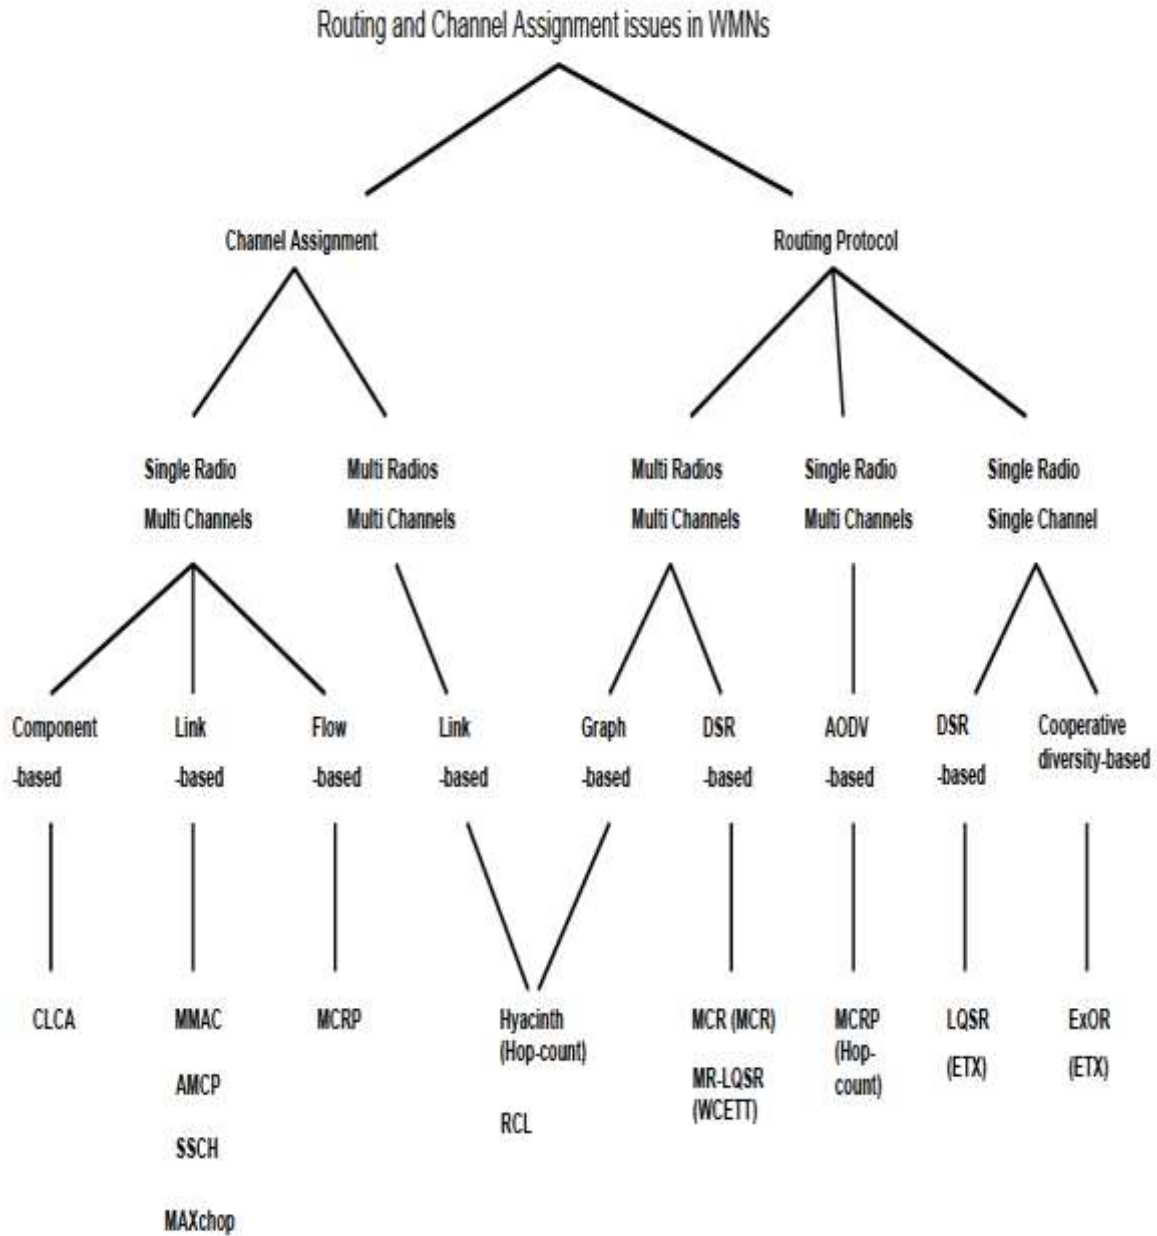 Routing and Channel Assignment issues in WMNs
Channel Assignment
Routing Protocol
Single Radio
Multi Channels
Multi Radios
Multi Channels
Multi Radios
Multi Channels
Single Radio
Multi Channels
Single Radio
Single Channel
Component
-based
Link
-based
Flow
-based
Link
-based
Graph
-based
DSR
-based
AODV
-based
DSR
-based
Cooperative
diversity-based
CLCA
MMAC
AMCP
SSCH
MAXchop
MCRP
Hyacinth
(Hop-count)
RCL
MCR (MCR)
MR-LQSR
(WCETT)
MCRP
(Hop-
count)
LQSR
(ETX)
ExOR
(ETX)